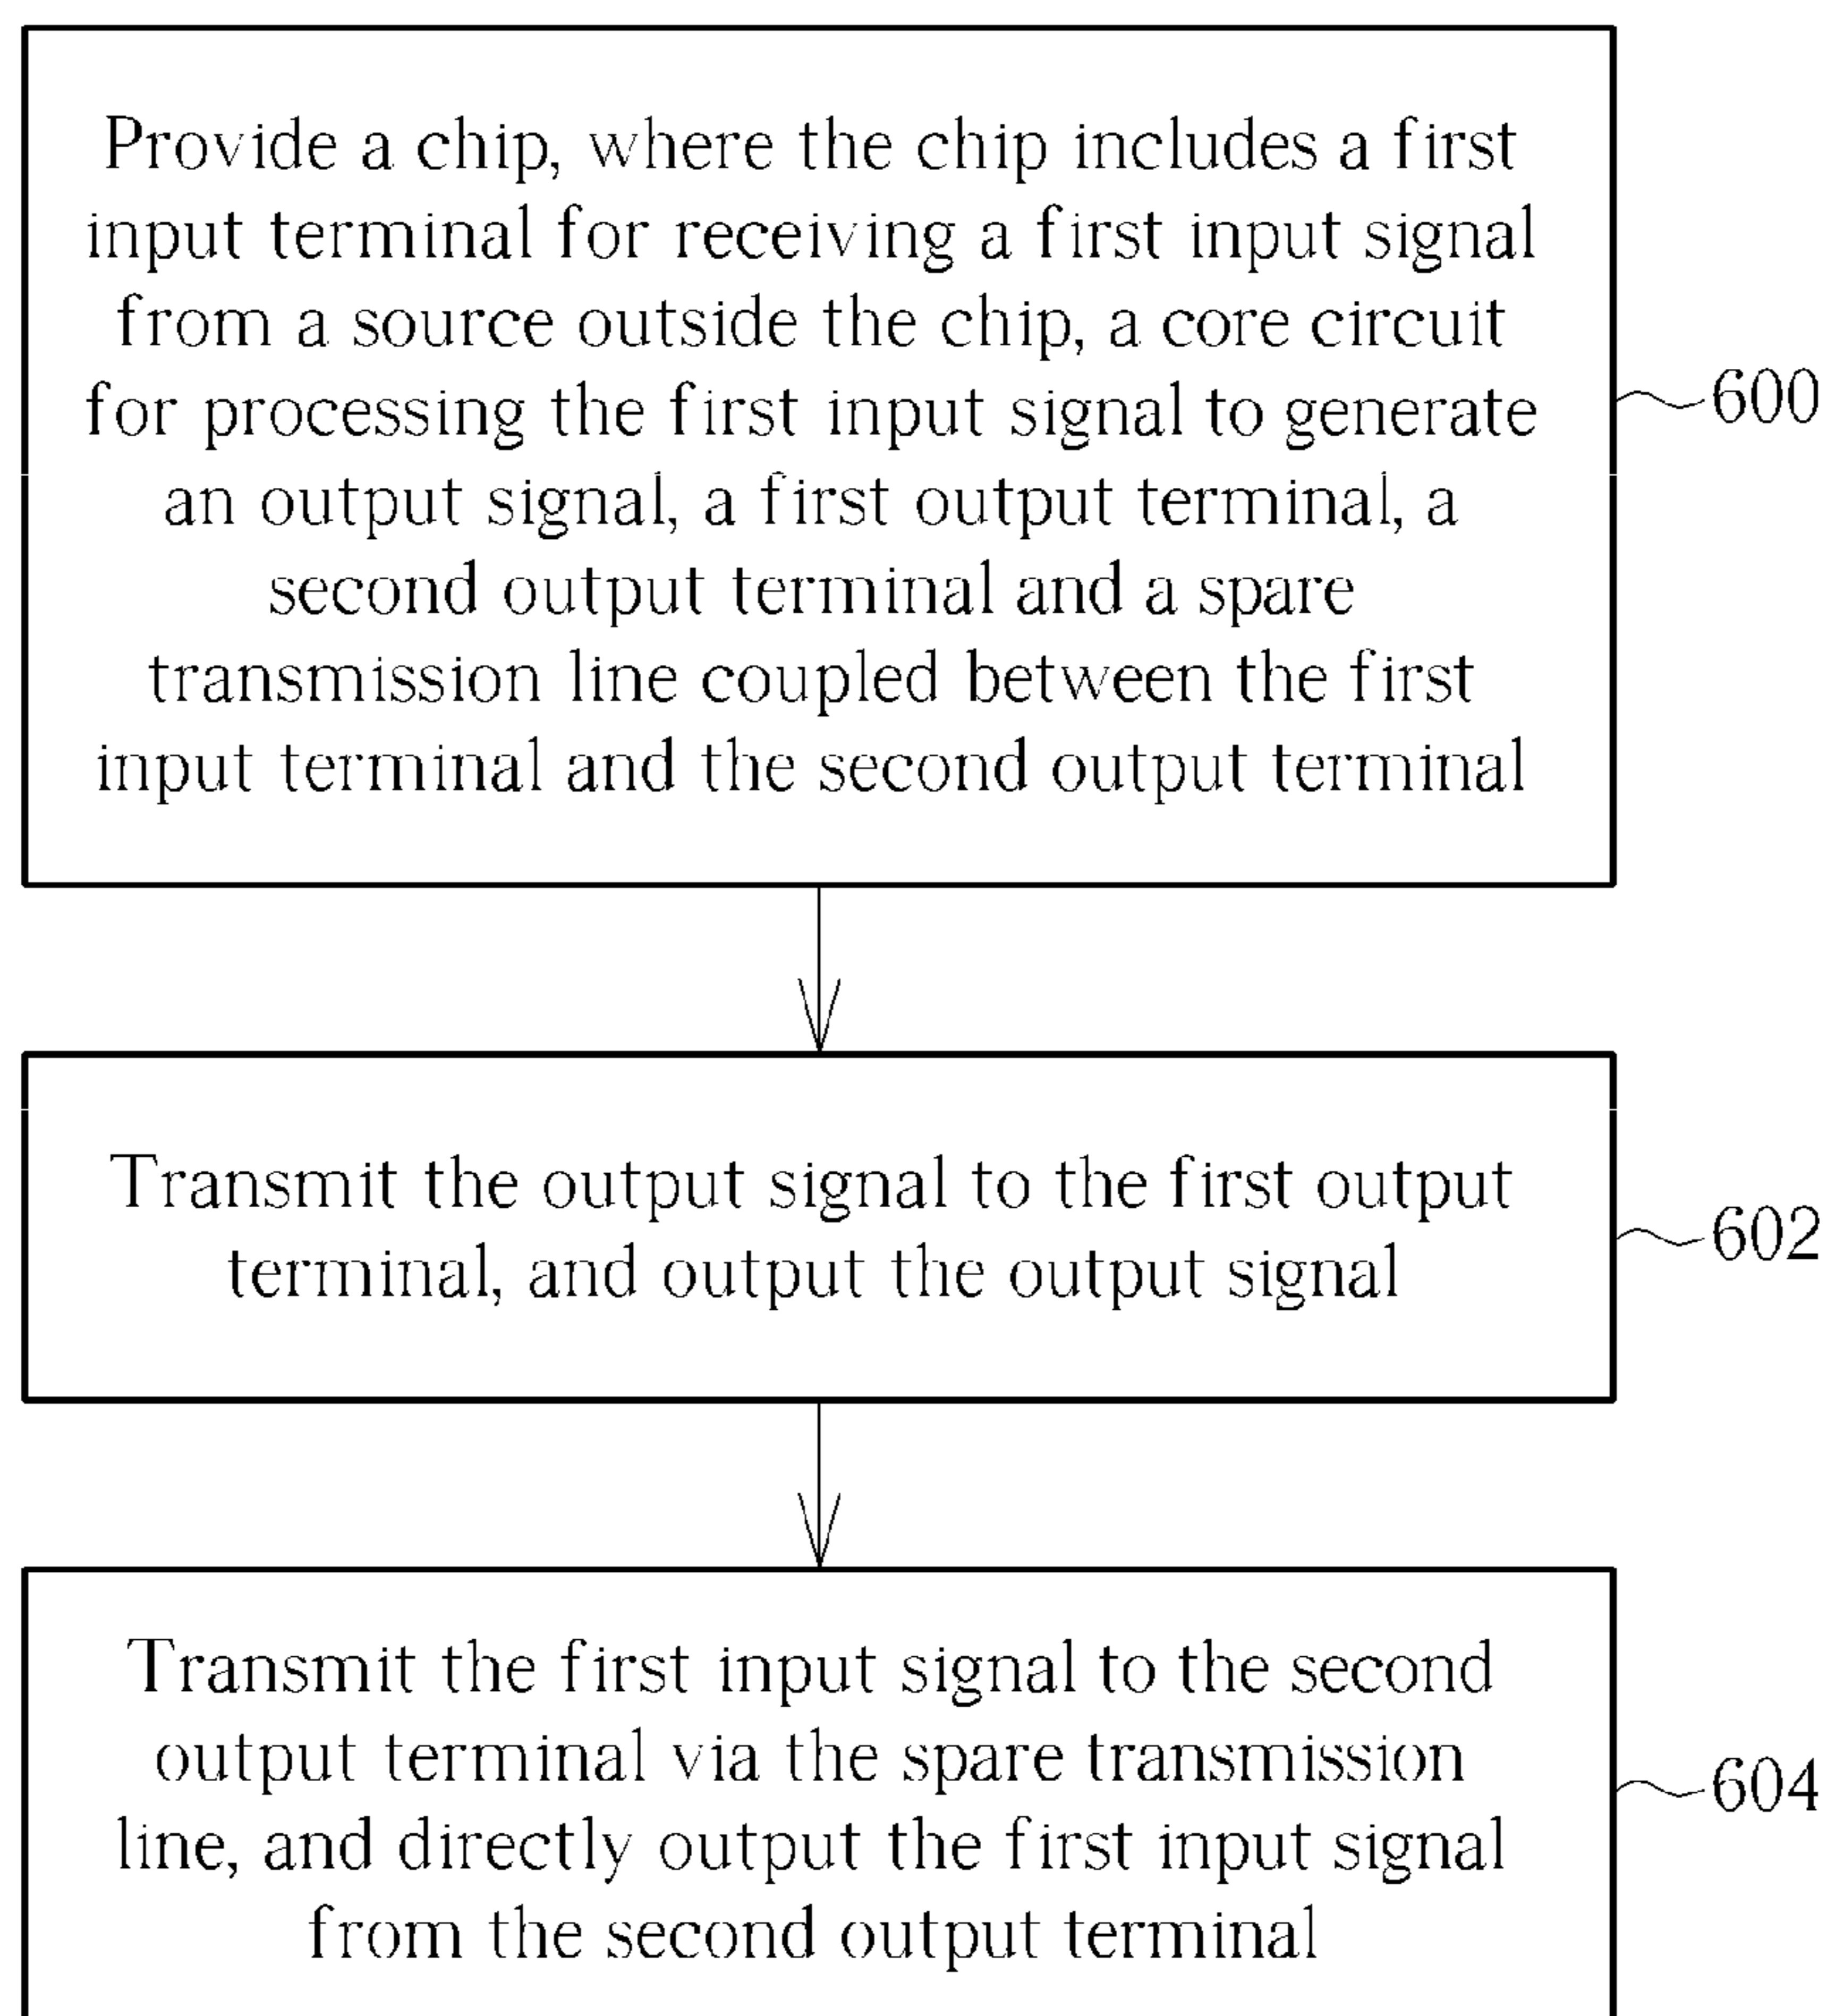 Provide a chip, where the chip includes a first
input terminal for receiving a first input signal
from a source outside the chip, a core circuit
for processing the first input signal to generate
an output signal, a first output terminal, a
second output terminal and a spare
transmission line coupled between the first
input terminal and the second output terminal
600
Transmit the output signal to the first output
terminal, and output the output signal
602
Transmit the first input signal to the second
output terminal via the spare transmission
line, and directly output the first input signal
from the second output terminal
604